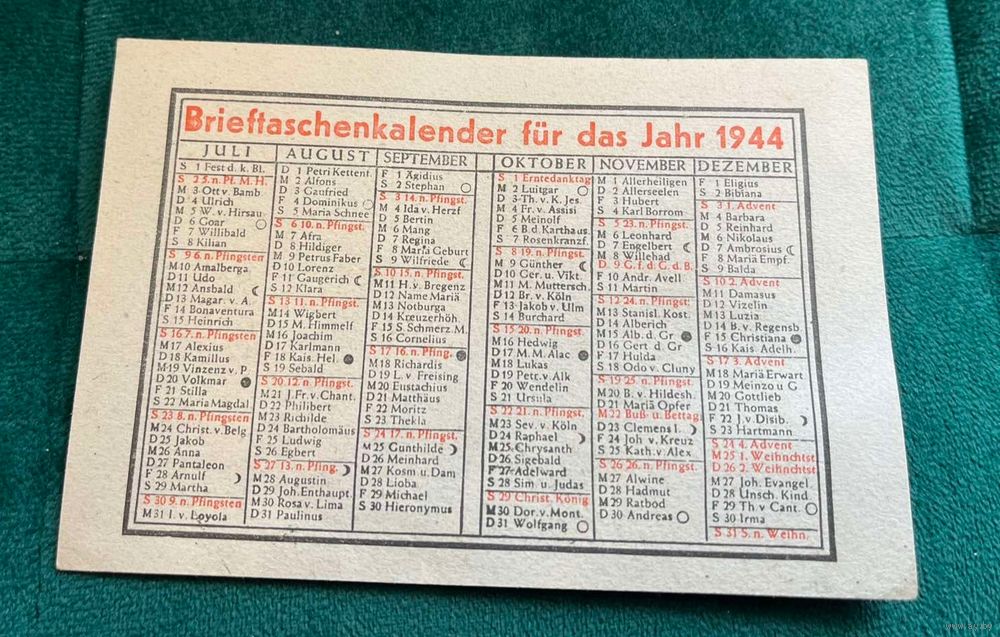 Brieftaschenkalender für das Jahr 1944
JULI
S 1 Fest d. k. Bl.
S 2 5. n. Pf. M. H.
M 3 Ott v. Bamb.
D 4 Ulrich
M 5 W. v. Hirsau
D 6 Goar
F 7 Willibald
S 8 Kilian
S 9 6. n. Pfingsten
M 10 Amalberga
D 11 Udo
M 12 Ansbald
D 13 Magar. v. A.
F 14 Bonaventura
S 15 Heinrich
S 16 7. n. Pfingsten
M 17 Alexius
D 18 Kamillus
M 19 Vinzenz v. P.
D 20 Volkmar
F 21 Stilla
S 22 Maria Magdal
S 23 8. n. Pfingsten
M 24 Christ. v. Belg
D 25 Jakob
M 26 Anna
D 27 Pantaleon
F 28 Arnulf
S 29 Martha
S 30 9. n. Pfingsten
M 31 I. v. Loyola
AUGUST
D 1 Petri Kettent.
M 2 Alfons
D 3 Gaufried
F 4 Dominikus
S 5 Maria Schnee
S 6 10. n. Pfingst.
M 7 Afra
D 8 Hildiger
M 9 Petrus Faber
D 10 Lorenz
F 11 Gaugerich
S 12 Klara
S 13 11. n. Pfingst.
M 14 Wigbert
D 15 M. Himmelf
M 16 Joachim
D 17 Karlmann
F 18 Kais. Hel.
S 19 Sebald
S 20 12. n. Pfingst.
M 21 J. Fr. v. Chant.
D 22 Philibert
M 23 Richilde
D 24 Bartholomäus
F 25 Ludwig
S 26 Egbert
S 27 13. n. Pfing.
M 28 Augustin
D 29 Joh. Enthaupt.
M 30 Rosa v. Lima
D 31 Paulinus
SEPTEMBER
F 1 Ägidius
S 2 Stephan
S 3 14. n. Pfingst.
M 4 Ida v. Herzf
D 5 Bertin
M 6 Mang
D 7 Regina
F 8 Mariä Geburt
S 9 Wilfriede
S 10 15. n. Pfingst.
M 11 H. v. Bregenz
D 12 Name Mariä
M 13 Notburga
D 14 Kreuzerhöh.
F 15 S. Schmerz. M.
S 16 Cornelius
S 17 16. n. Pfing.
M 18 Richardis
D 19 L. v. Freising
M 20 Eustachius
D 21 Matthäus
F 22 Moritz
S 23 Thekla
S 24 17. n. Pfingst.
M 25 Gunthilde
D 26 Meinhard
M 27 Kosm u. Dam
D 28 Lioba
F 29 Michael
S 30 Hieronymus
OKTOBER
S 1 Erntedanktag
M 2 Luitgar
D 3 Th. v. K. Jes.
M 4 Fr. v. Assisi
D 5 Meinolf
F 6 B. d. Karthaus.
S 7 Rosenkranzf.
S 8 19. n. Pfingst.
M 9 Günther
D 10 Ger. u. Vikt.
M 11 M. Muttersch.
D 12 Br. v. Köln
F 13 Jakob v. Ulm
S 14 Burchard
S 15 20. n. Pfingst.
M 16 Hedwig
D 17 M. M. Alac
M 18 Lukas
D 19 Pet. v. Alk
F 20 Wendelin
S 21 Ursula
S 22 21. n. Pfingst.
M 23 Sev. v. Köln
D 24 Raphael
M 25 Chrysanth
D 26 Sigebald
F 27 Adelward
S 28 Sim. u. Judas
S 29 Christ. König
M 30 Dor. v. Mont.
D 31 Wolfgang
NOVEMBER
M 1 Allerheiligen
D 2 Allerseelen
F 3 Hubert
S 4 Karl Borrom
S 5 23. n. Pfingst.
M 6 Leonhard
D 7 Engelbert
M 8 Willehad
D 9 G. f. d. G. d. B.
F 10 Andr. Avell
S 11 Martin
S 12 24. n. Pfingst.
M 13 Stanisl. Kost.
D 14 Alberich
M 15 Alb. d. Gr
D 16 Gert. d. Gr
F 17 Hulda
S 18 Odo v. Cluny
S 19 25. n. Pfingst.
M 20 B. v. Hildesh.
D 21 Mariä Opfer
M 22 Buß u. Bettag
D 23 Clemens I.
F 24 Joh v. Kreuz
S 25 Kath. v. Alex
S 26 26. n. Pfingst.
M 27 Alwine
D 28 Hadmut
M 29 Ratbod
D 30 Andreas
DEZEMBER
F 1 Eligius
S 2 Bibiana
S 3 1. Advent
M 4 Barbara
D 5 Reinhard
M 6 Nikolaus
D 7 Ambrosius
F 8 Mariä Empf.
S 9 Balda
S 10 2. Advent
M 11 Damasus
D 12 Vizelin
M 13 Luzia
D 14 B. v. Regensb.
F 15 Christiana
S 16 Kais. Adelh.
S 17 3. Advent
M 18 Mariä Erwart
D 19 Meinzo u G
M 20 Gottlieb
D 21 Thomas
F 22 J. v. Disib.
S 23 Hartmann
S 24 4. Advent
M 25 1. Weihnchtst
D 26 2. Weihnchtst
M 27 Joh. Evangel.
D 28 Unsch. Kind.
F 29 Th v Cant.
S 30 Irma
S 31 S. n. Weihn.